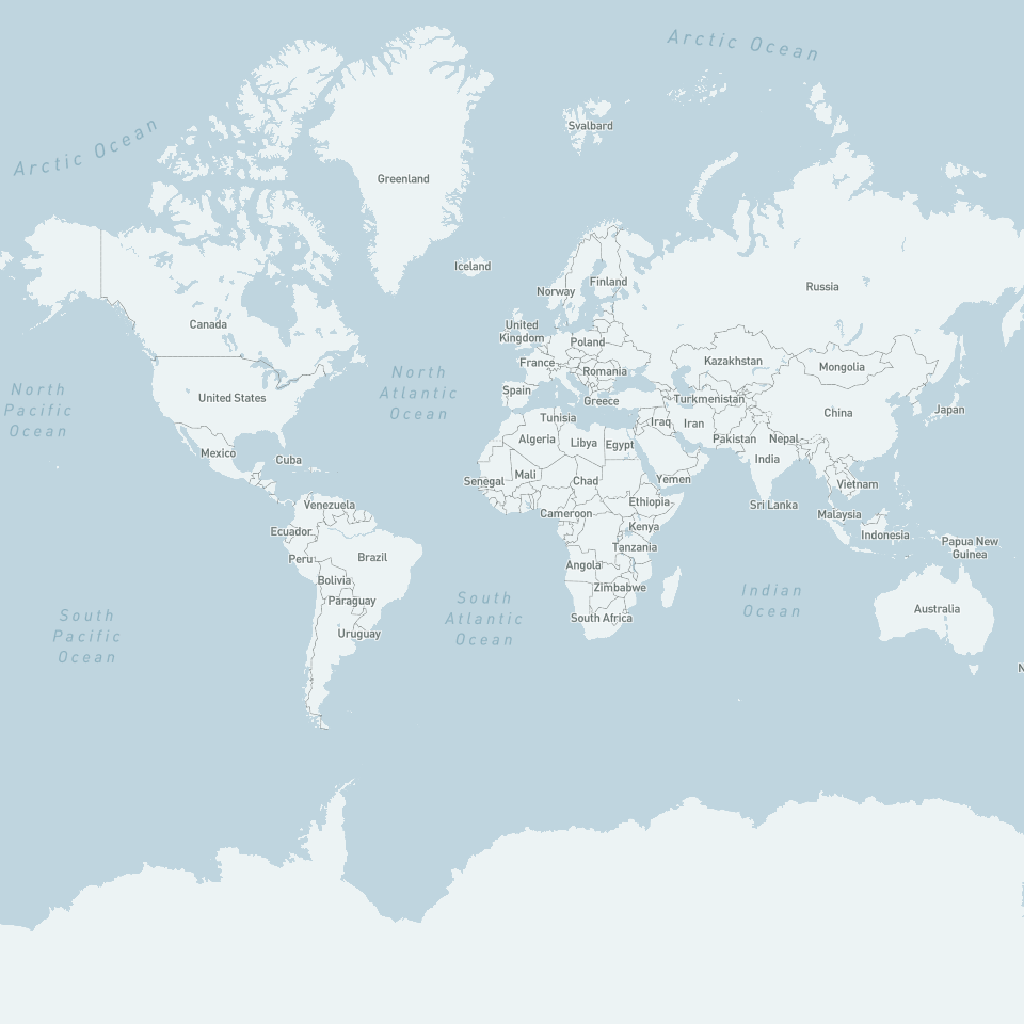 Arctic Ocean
Arctic Ocean
Svalbard
Greenland
Iceland
Norway
Finland
Russia
Canada
United
Kingdom
Poland
France
Romania
Kazakhstan
Mongolia
North
Pacific
Ocean
United States
North
Atlantic
Ocean
Spain
Greece
Turkmenistan
China
Japan
Mexico
Cuba
Tunisia
Algeria
Libya
Egypt
Iraq
Iran
Pakistan
Nepal
India
Senegal
Mali
Chad
Yemen
Vietnam
Venezuela
Cameroon
Ethiopia
Sri Lanka
Malaysia
Ecuador
Kenya
Indonesia
Peru
Brazil
Tanzania
Papua New
Guinea
Bolivia
Angola
Zimbabwe
Paraguay
South
Pacific
Ocean
Uruguay
South
Atlantic
Ocean
South Africa
Indian
Ocean
Australia
N